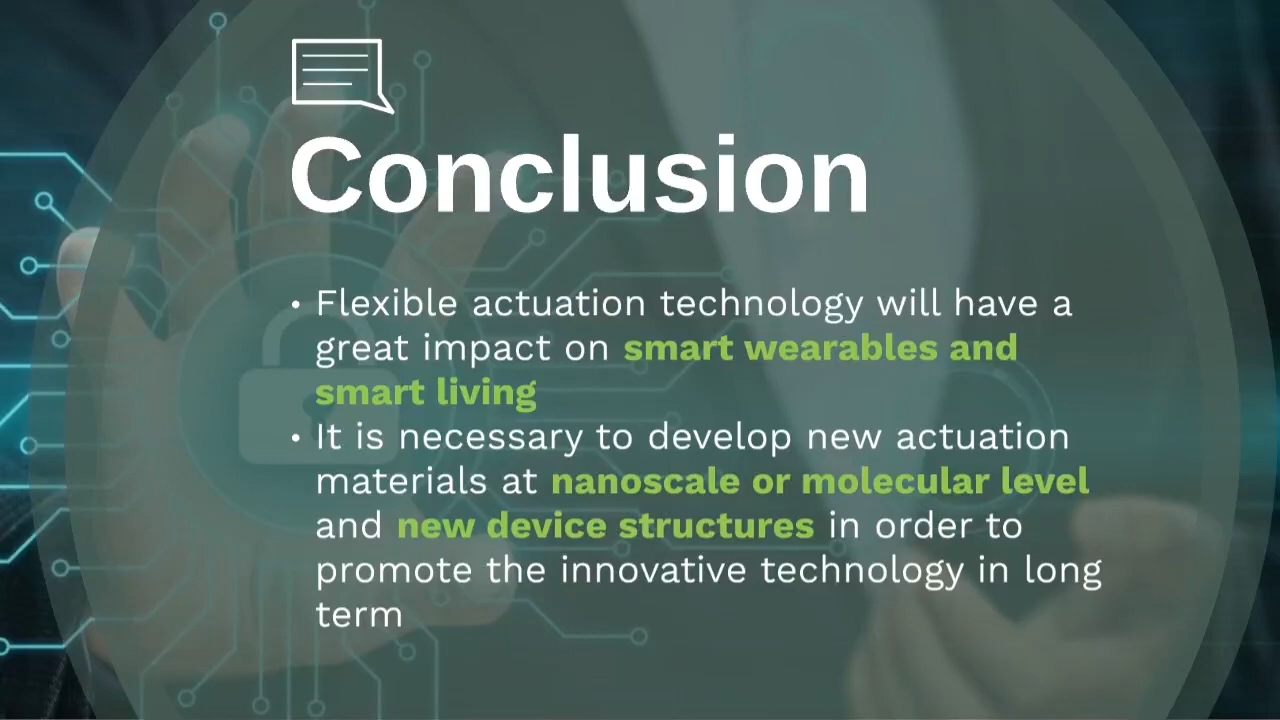 Conclusion
• Flexible actuation technology will have a
great impact on smart wearables and
smart living
• It is necessary to develop new actuation
materials at nanoscale or molecular level
and new device structures in order to
promote the innovative technology in long
term